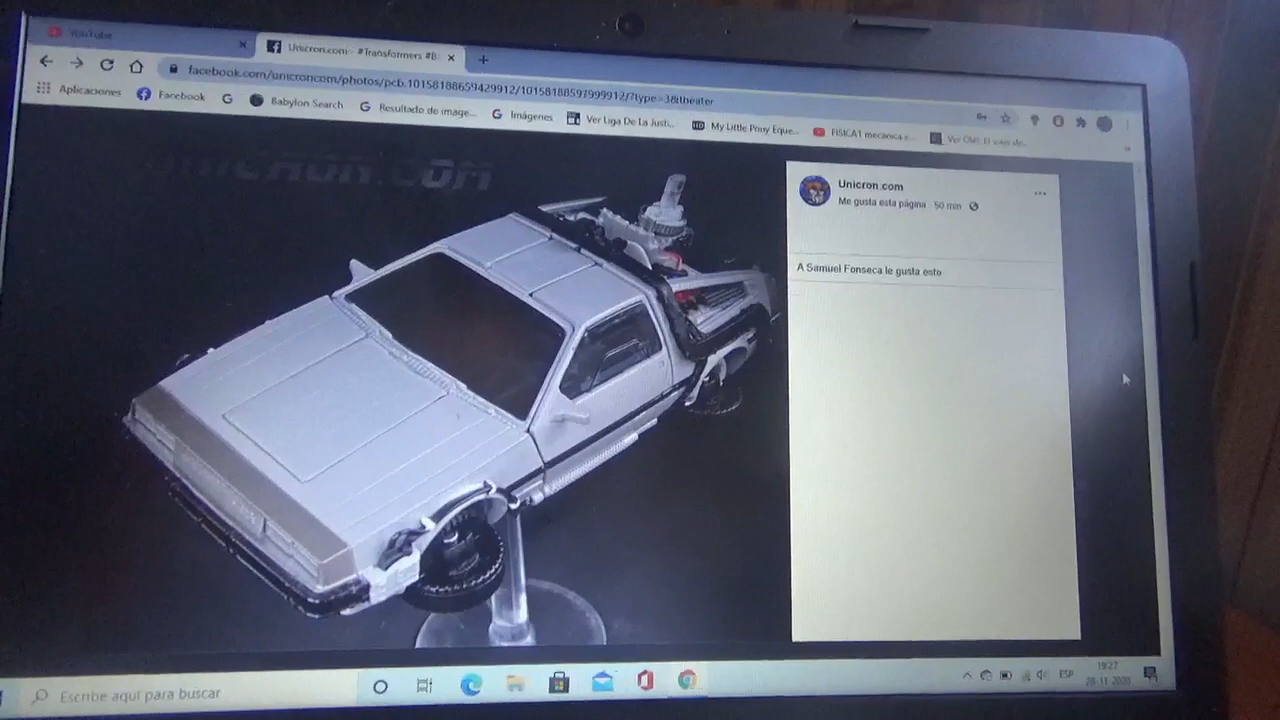 YouTube
Unicron.com - #Transformers #B
facebook.com/unicroncom/photos/pcb.10158188659429912/10158188597999912/?type=3&theater
Aplicaciones
Facebook
Babylon Search
Resultado de image...
Imágenes
Ver Liga De La Justi...
My Little Pony Eque...
FISICA1 mecanica e...
UNICRON.COM
Unicron.com
Me gusta esta página · 50 min
A Samuel Fonseca le gusta esto
Escribe aquí para buscar
ESP
19:27
28-11-2020